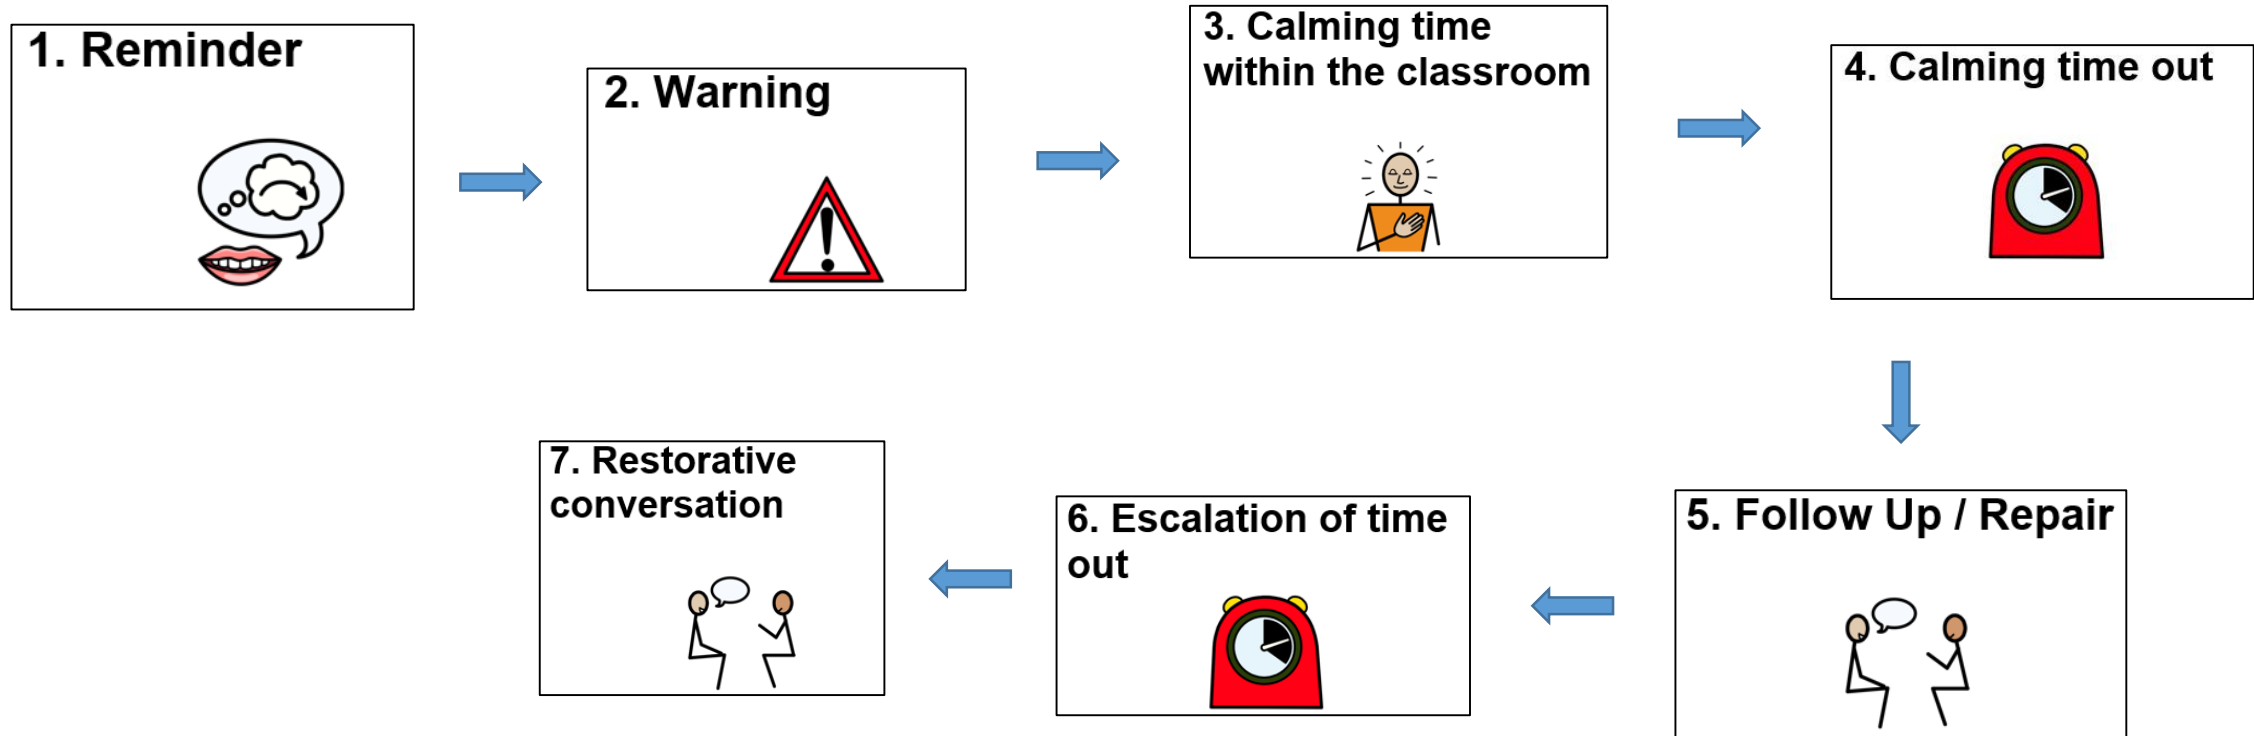 1. Reminder
2. Warning
3. Calming time
within the classroom
4. Calming time out
5. Follow Up / Repair
6. Escalation of time
out
7. Restorative
conversation